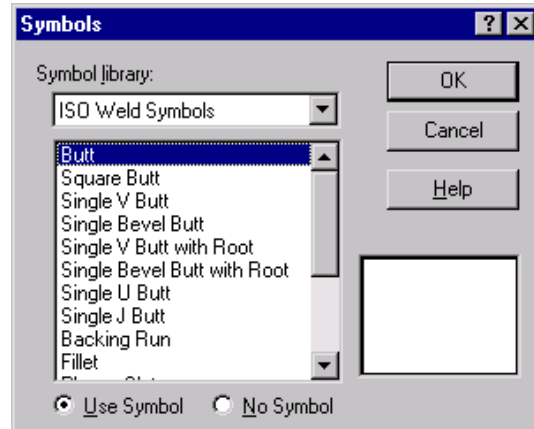 Symbols
Symbol library:
ISO Weld Symbols
OK
Cancel
Help
Butt
Square Butt
Single V Butt
Single Bevel Butt
Single V Butt with Root
Single Bevel Butt with Root
Single U Butt
Single J Butt
Backing Run
Fillet
Use Symbol No Symbol